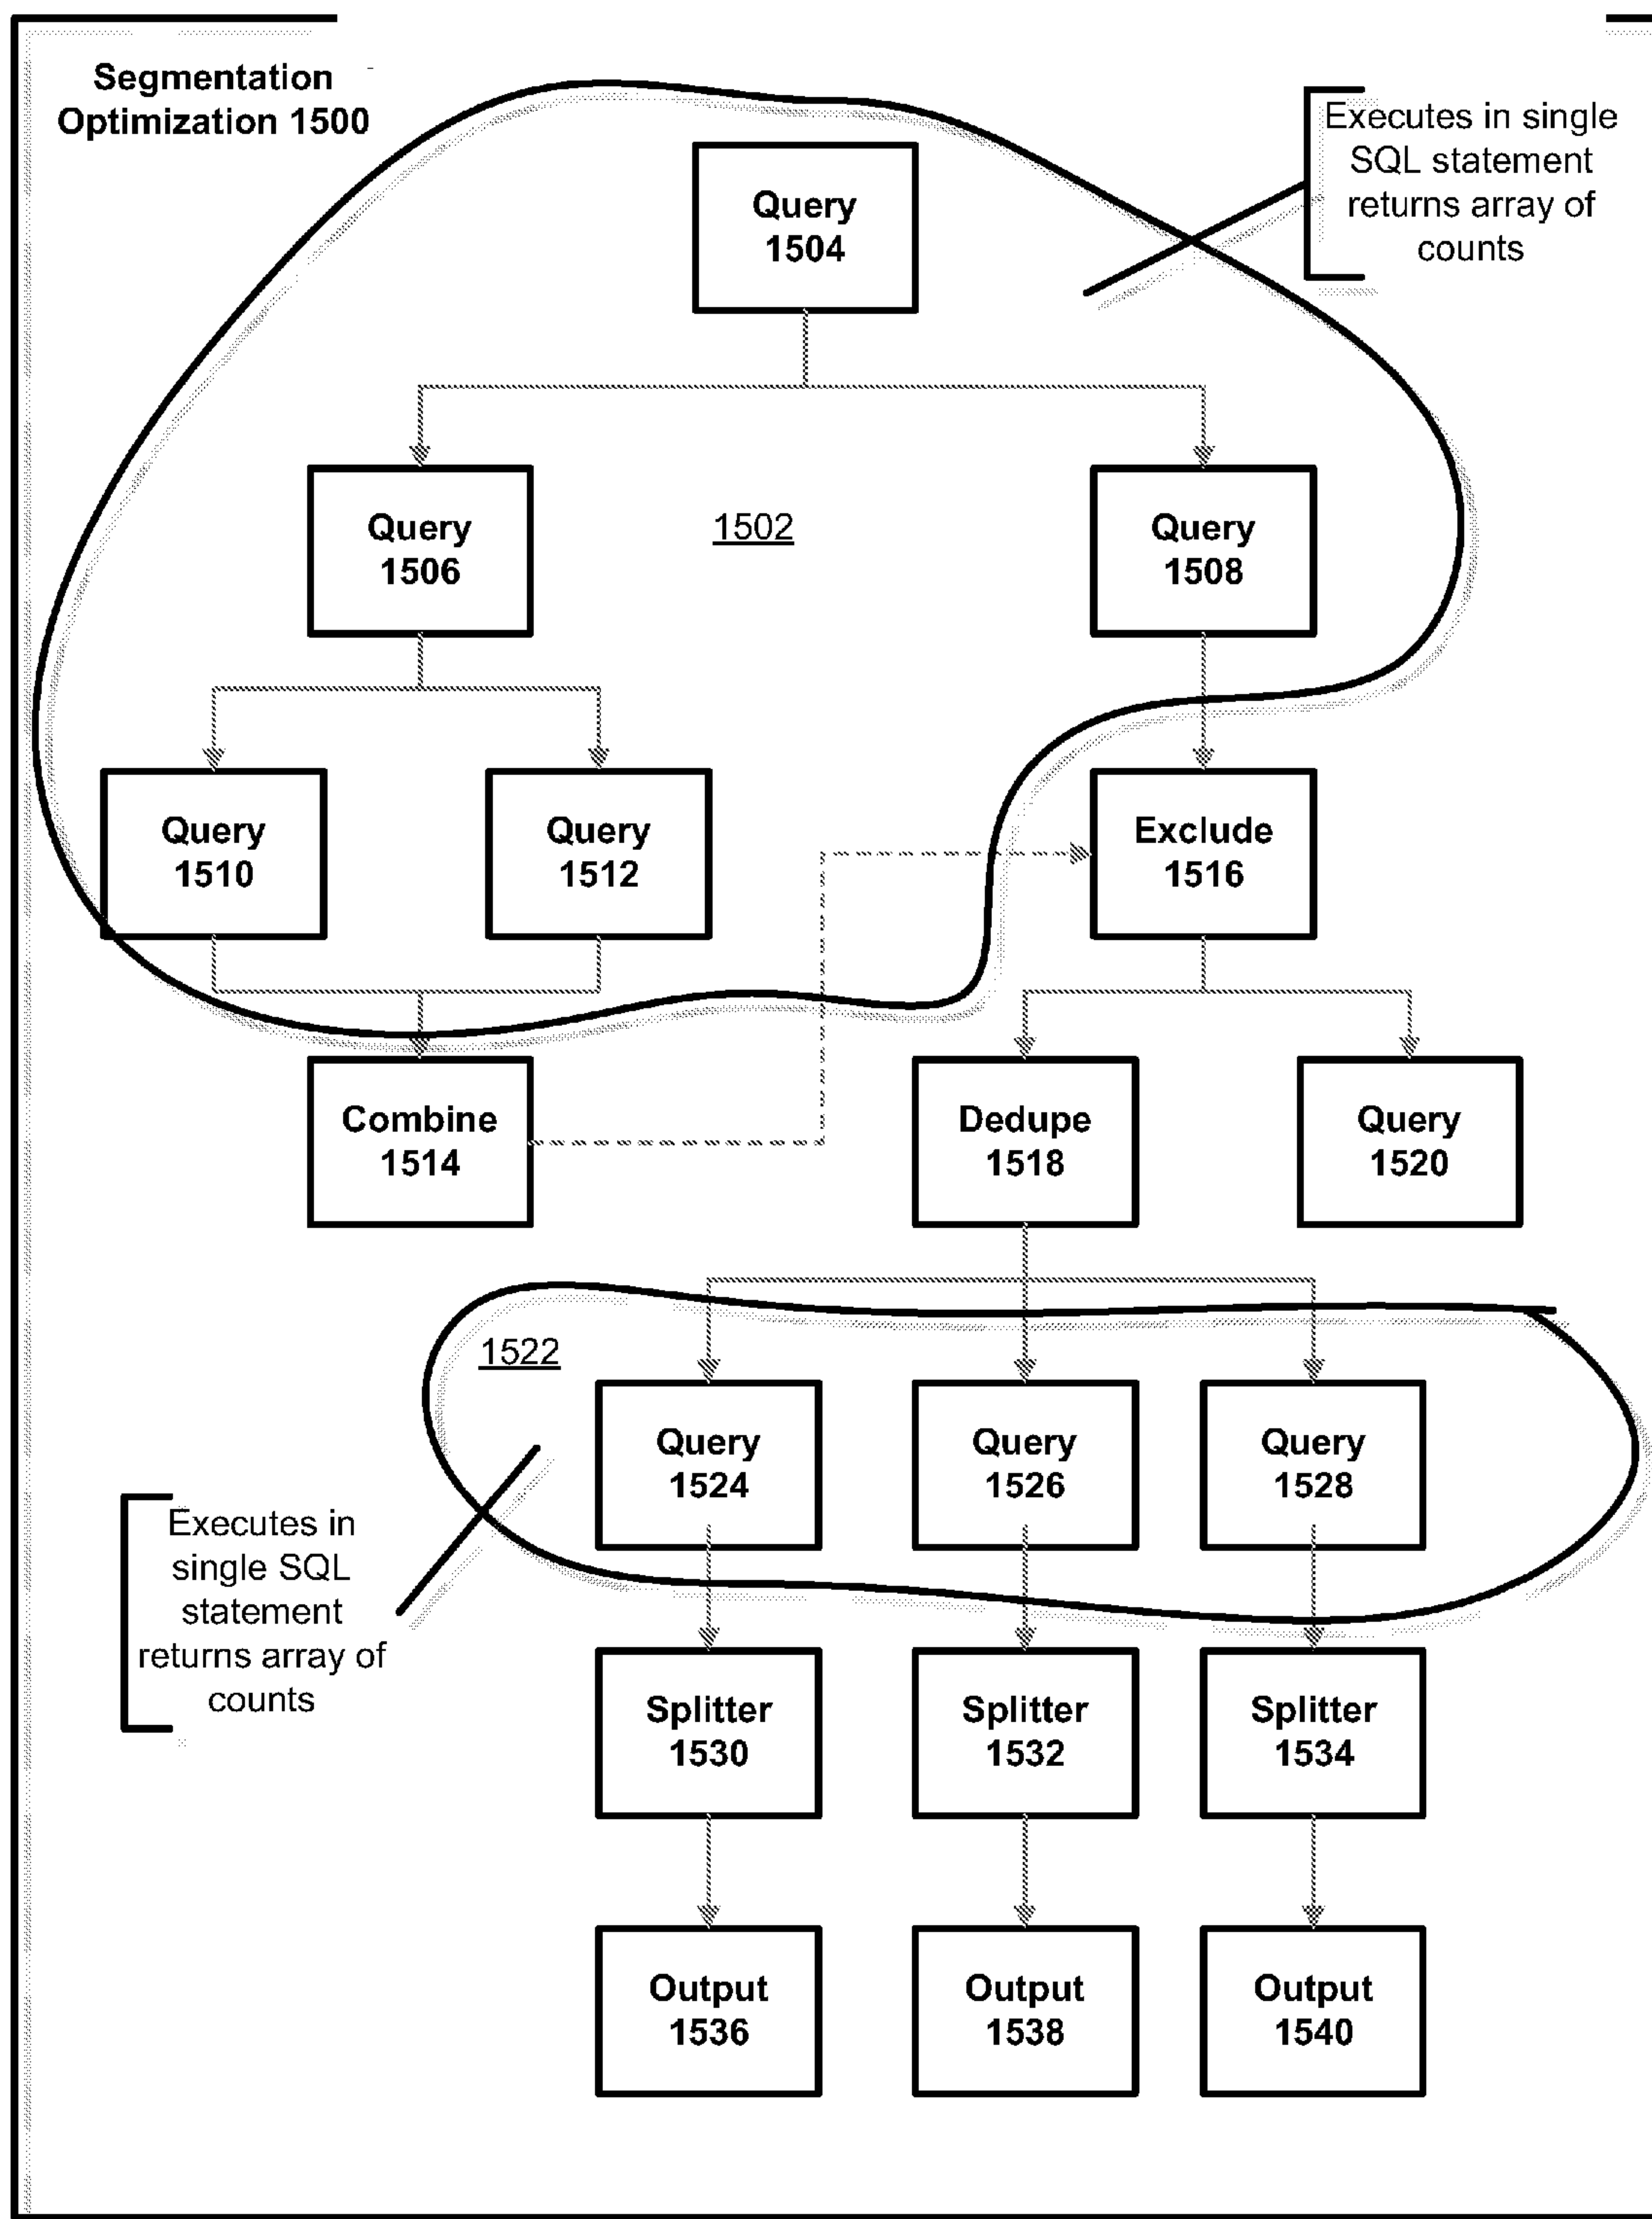 Segmentation
Optimization 1500
Executes in single
SQL statement
returns array of
counts
Query
1504
Query
1506
1502
Query
1508
Query
1510
Query
1512
Exclude
1516
Combine
1514
Dedupe
1518
Query
1520
1522
Query
1524
Query
1526
Query
1528
Executes in
single SQL
statement
returns array of
counts
Splitter
1530
Splitter
1532
Splitter
1534
Output
1536
Output
1538
Output
1540